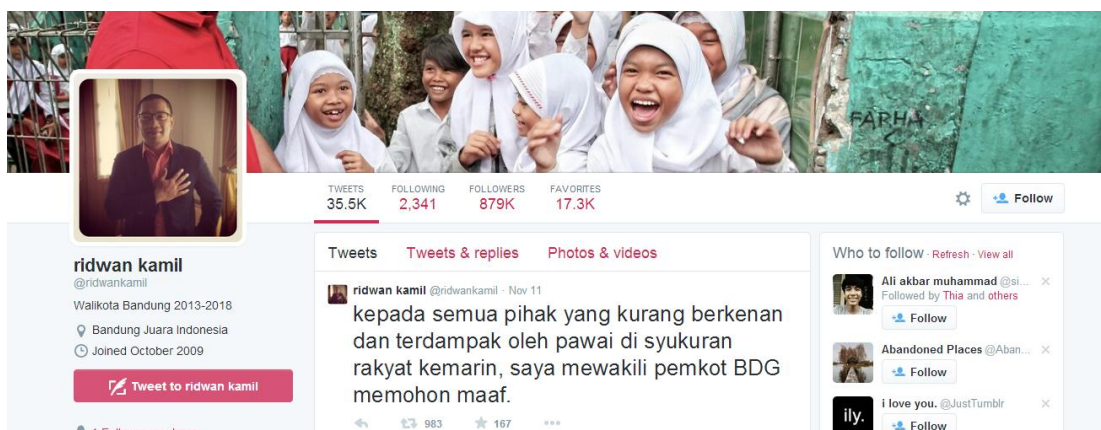 FARHA
TWEETS FOLLOWING FOLLOWERS FAVORITES
35.5K 2,341 879K 17.3K
Follow
ridwan kamil
@ridwankamil
Walikota Bandung 2013-2018
Bandung Juara Indonesia
Joined October 2009
Tweet to ridwan kamil
Tweets Tweets & replies Photos & videos
ridwan kamil @ridwankamil · Nov 11
kepada semua pihak yang kurang berkenan
dan terdampak oleh pawai di syukuran
rakyat kemarin, saya mewakili pemkot BDG
memohon maaf.
983 167
Who to follow · Refresh · View all
Ali akbar muhammad @si...
Followed by Thia and others
Follow
Abandoned Places @Aban...
Follow
ily.
i love you. @JustTumblr
Follow